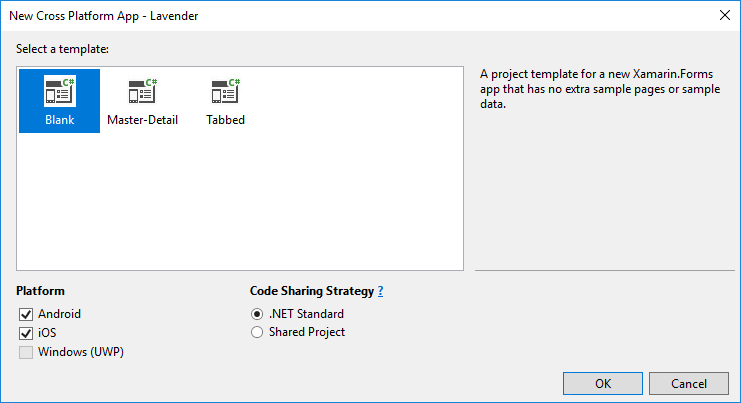 New Cross Platform App - Lavender
Select a template:
C#
C#
C#
Blank
Master-Detail
Tabbed
A project template for a new Xamarin.Forms
app that has no extra sample pages or sample
data.
Platform
Android
iOS
Windows (UWP)
Code Sharing Strategy ?
.NET Standard
Shared Project
OK
Cancel